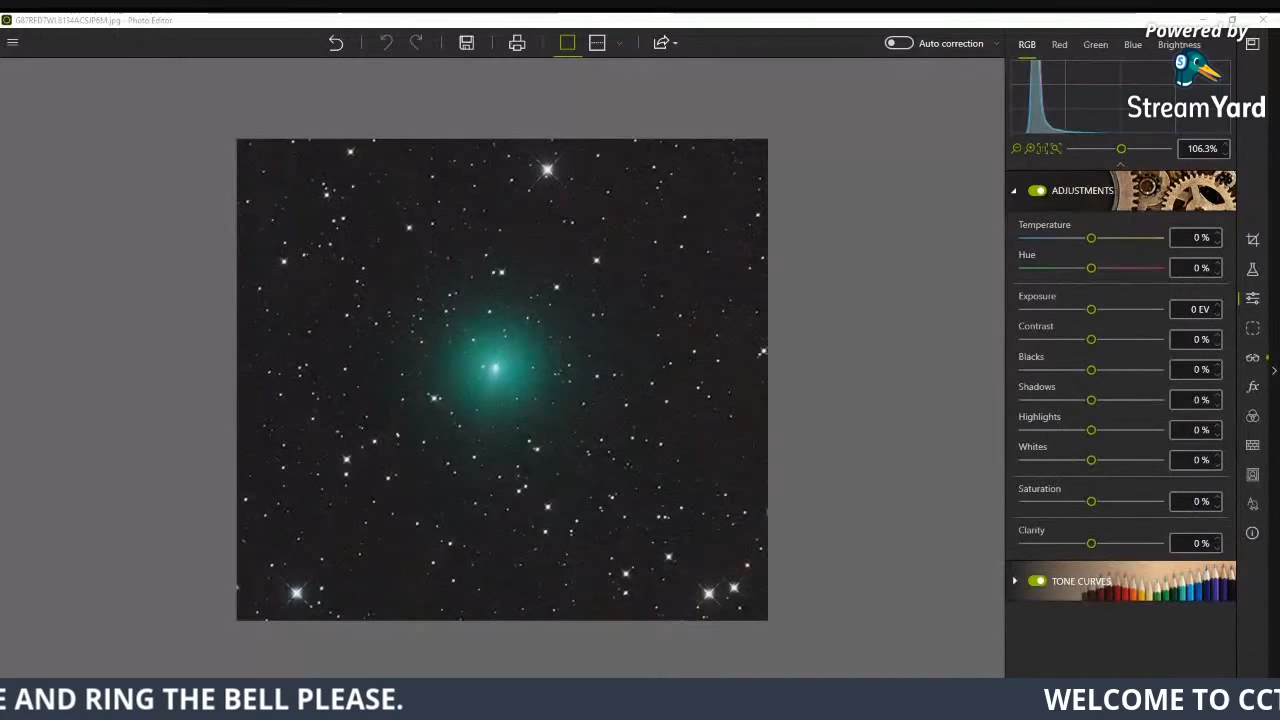 G87RFD7WL8134ACSJP6M.jpg - Photo Editor
Powered by
StreamYard
Auto correction
RGB Red Green Blue Brightness
106.3%
ADJUSTMENTS
Temperature
0 %
Hue
0 %
Exposure
0 EV
Contrast
0 %
Blacks
0 %
Shadows
0 %
Highlights
0 %
Whites
0 %
Saturation
0 %
Clarity
0 %
TONE CURVES
E AND RING THE BELL PLEASE. WELCOME TO CCT